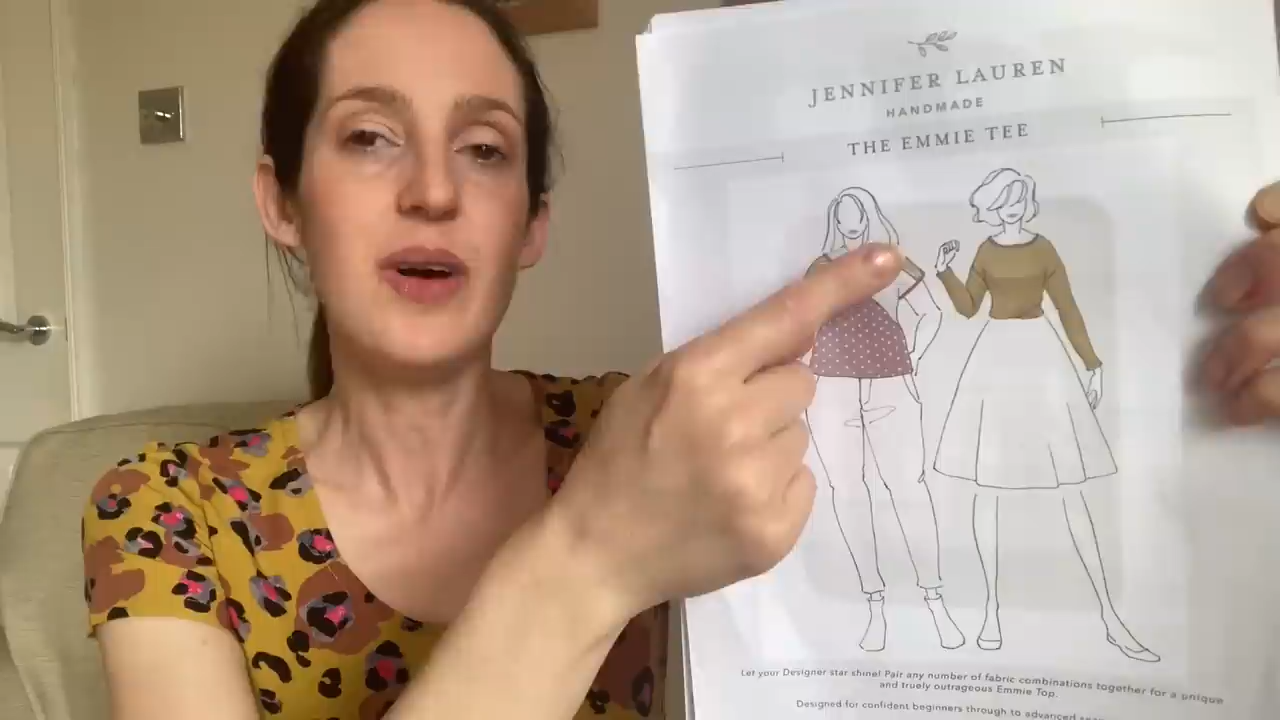 JENNIFER LAUREN
HANDMADE
THE EMMIE TEE
Let your Designer star shine! Pair any number of fabric combinations together for a unique
and truely outrageous Emmie Top.
Designed for confident beginners through to advanced